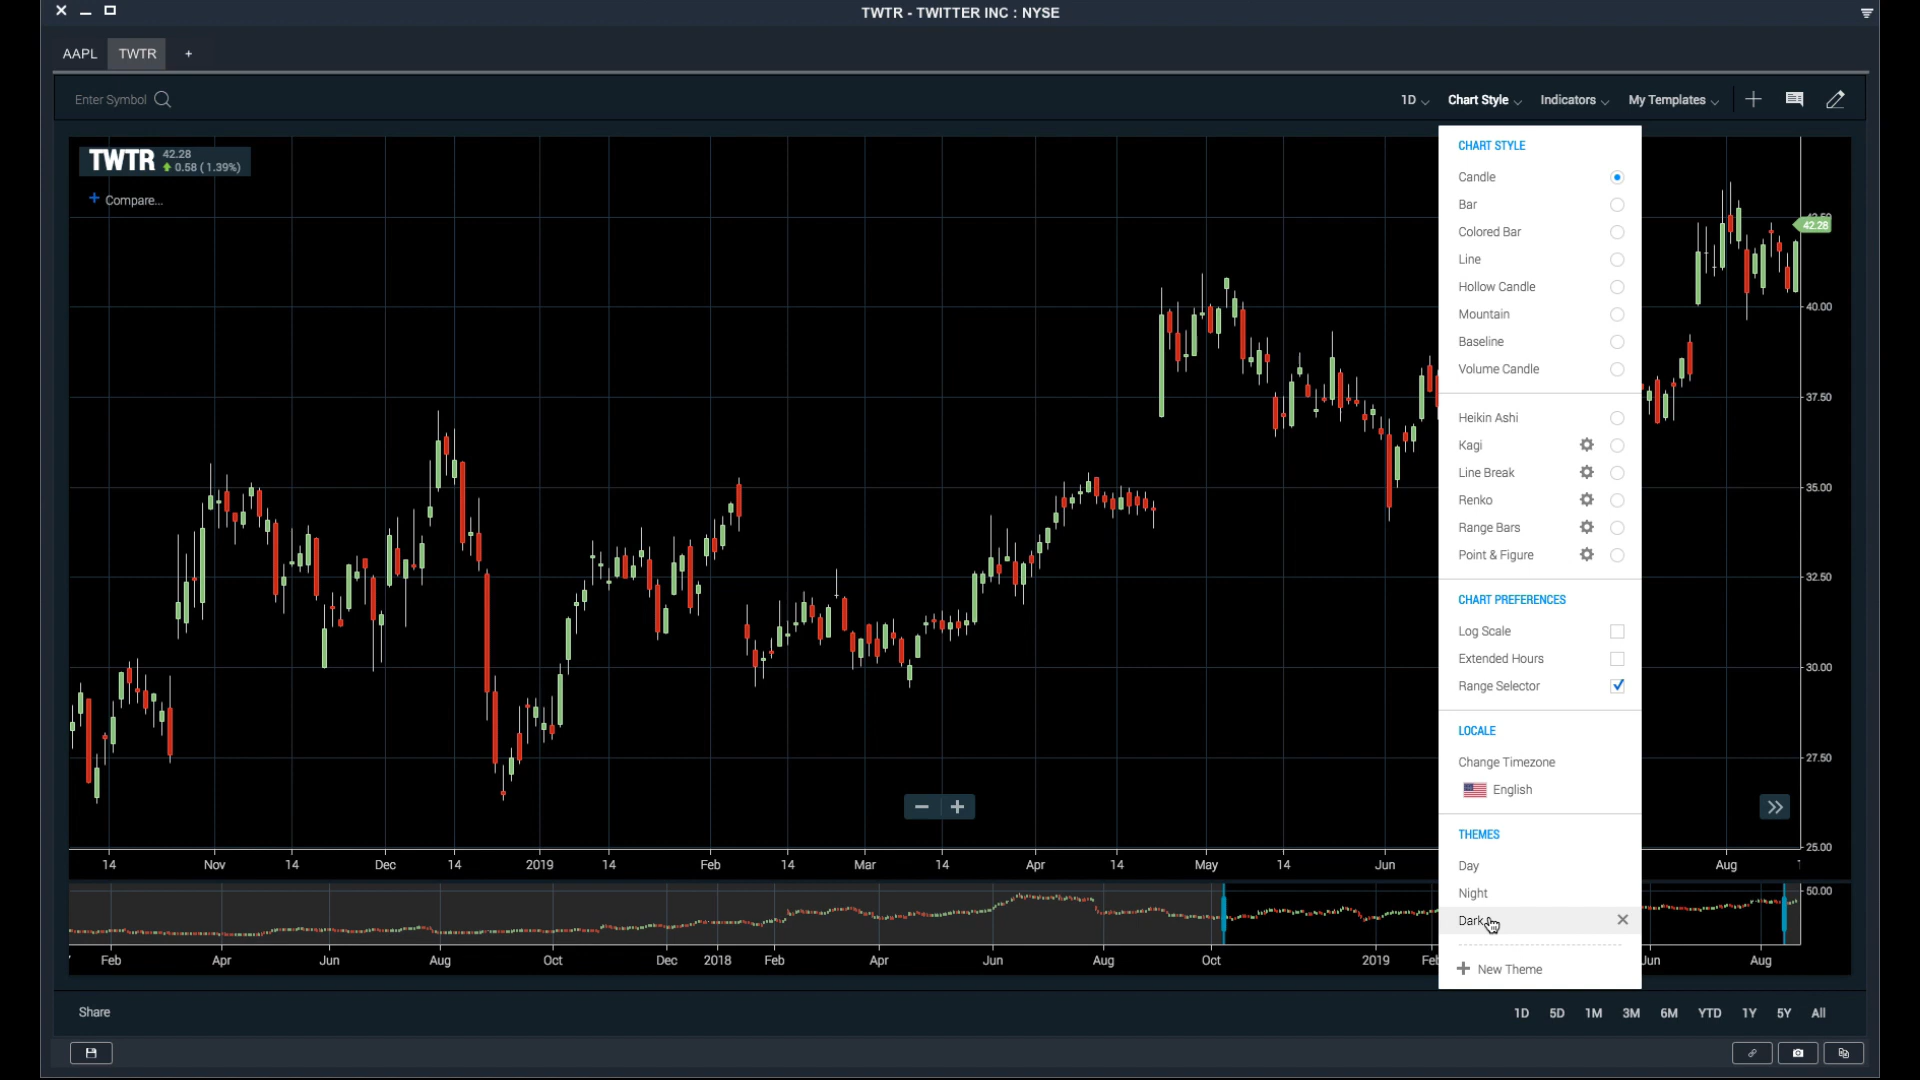 TWTR - TWITTER INC : NYSE
AAPL TWTR +
Enter Symbol
1D Chart Style Indicators My Templates
TWTR 42.28
0.58 (1.39%)
+ Compare...
CHART STYLE
Candle
Bar
Colored Bar
Line
Hollow Candle
Mountain
Baseline
Volume Candle
Heikin Ashi
Kagi
Line Break
Renko
Range Bars
Point & Figure
CHART PREFERENCES
Log Scale
Extended Hours
Range Selector
LOCALE
Change Timezone
English
THEMES
Day
Night
Dark
+ New Theme
42.28
40.00
37.50
35.00
32.50
30.00
27.50
25.00
14 Nov 14 Dec 14 2019 14 Feb 14 Mar 14 Apr 14 May 14 Jun Aug
50.00
Feb Apr Jun Aug Oct Dec 2018 Feb Apr Jun Aug Oct 2019 Aug
Share
1D 5D 1M 3M 6M YTD 1Y 5Y All